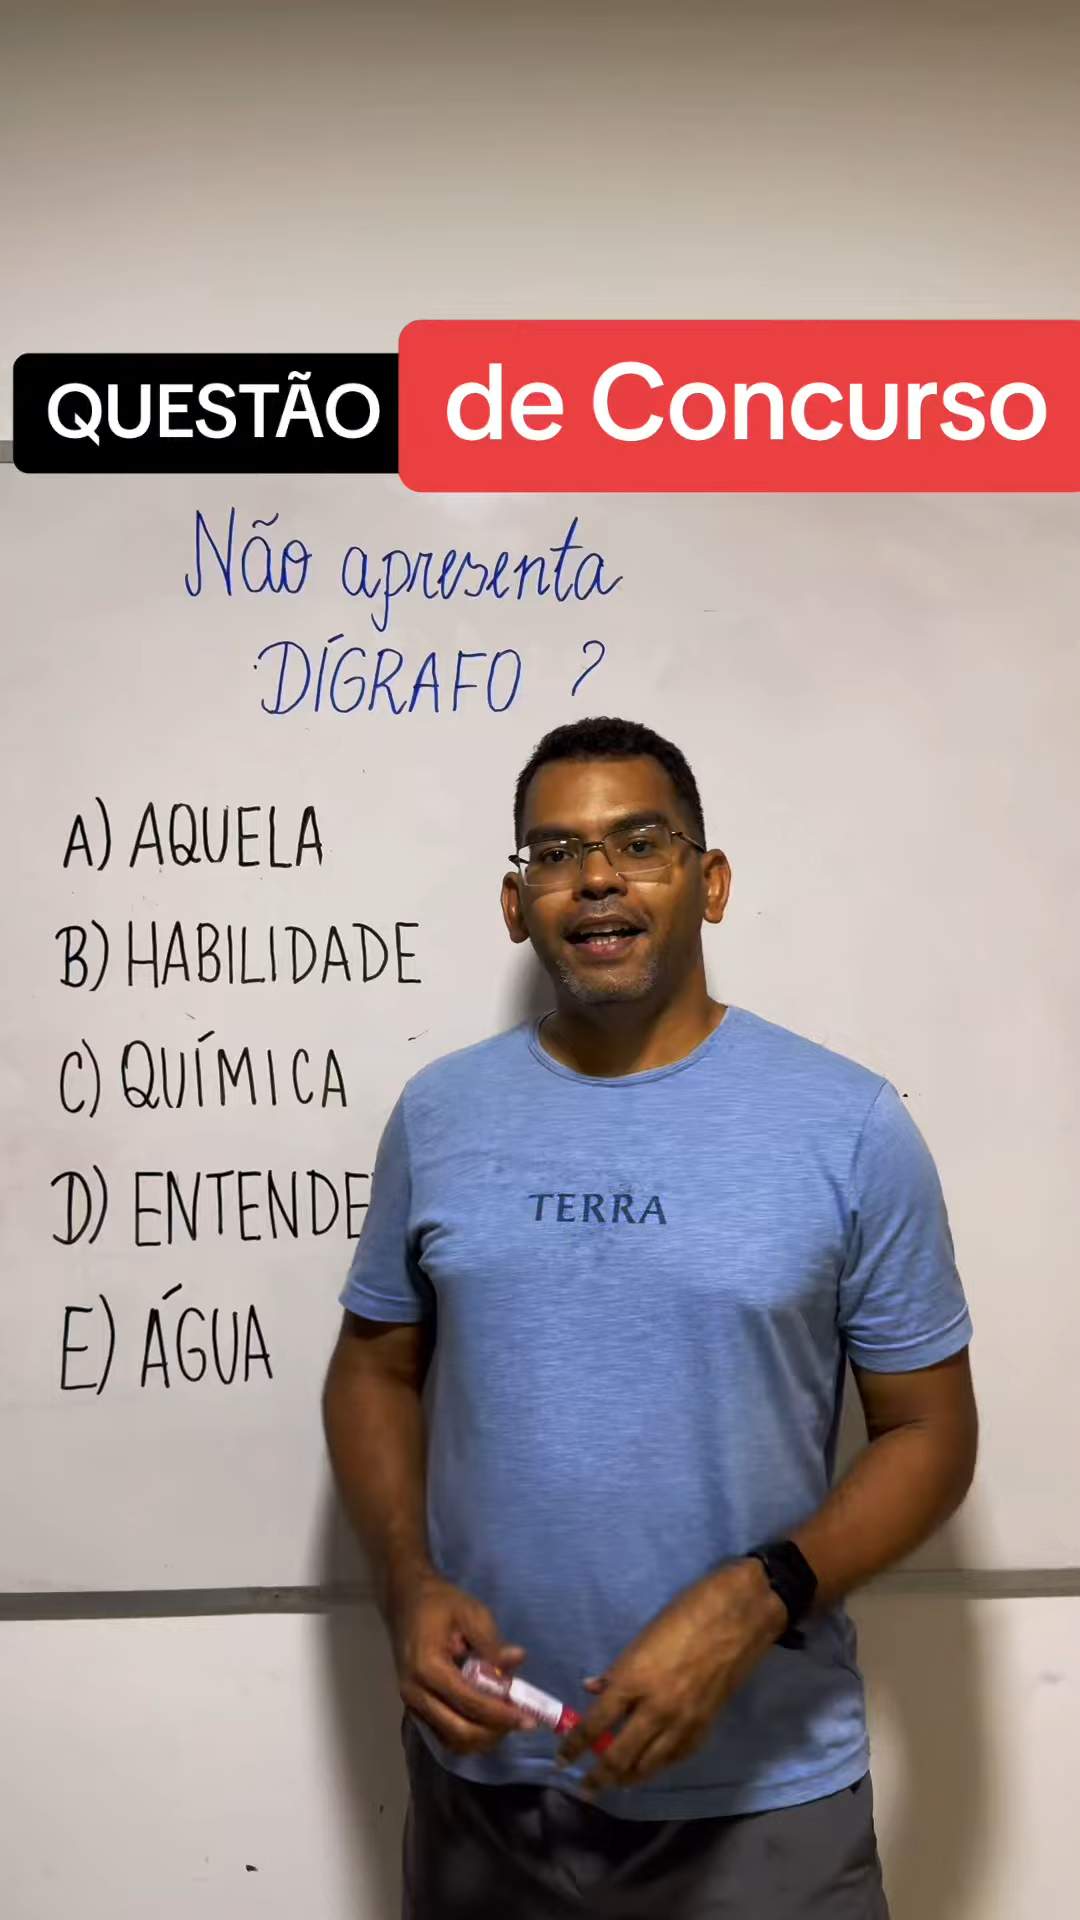 QUESTÃO de Concurso
Não apresenta
DÍGRAFO ?
A) AQUELA
B) HABILIDADE
C) QUÍMICA
D) ENTENDE
E) ÁGUA
TERRA